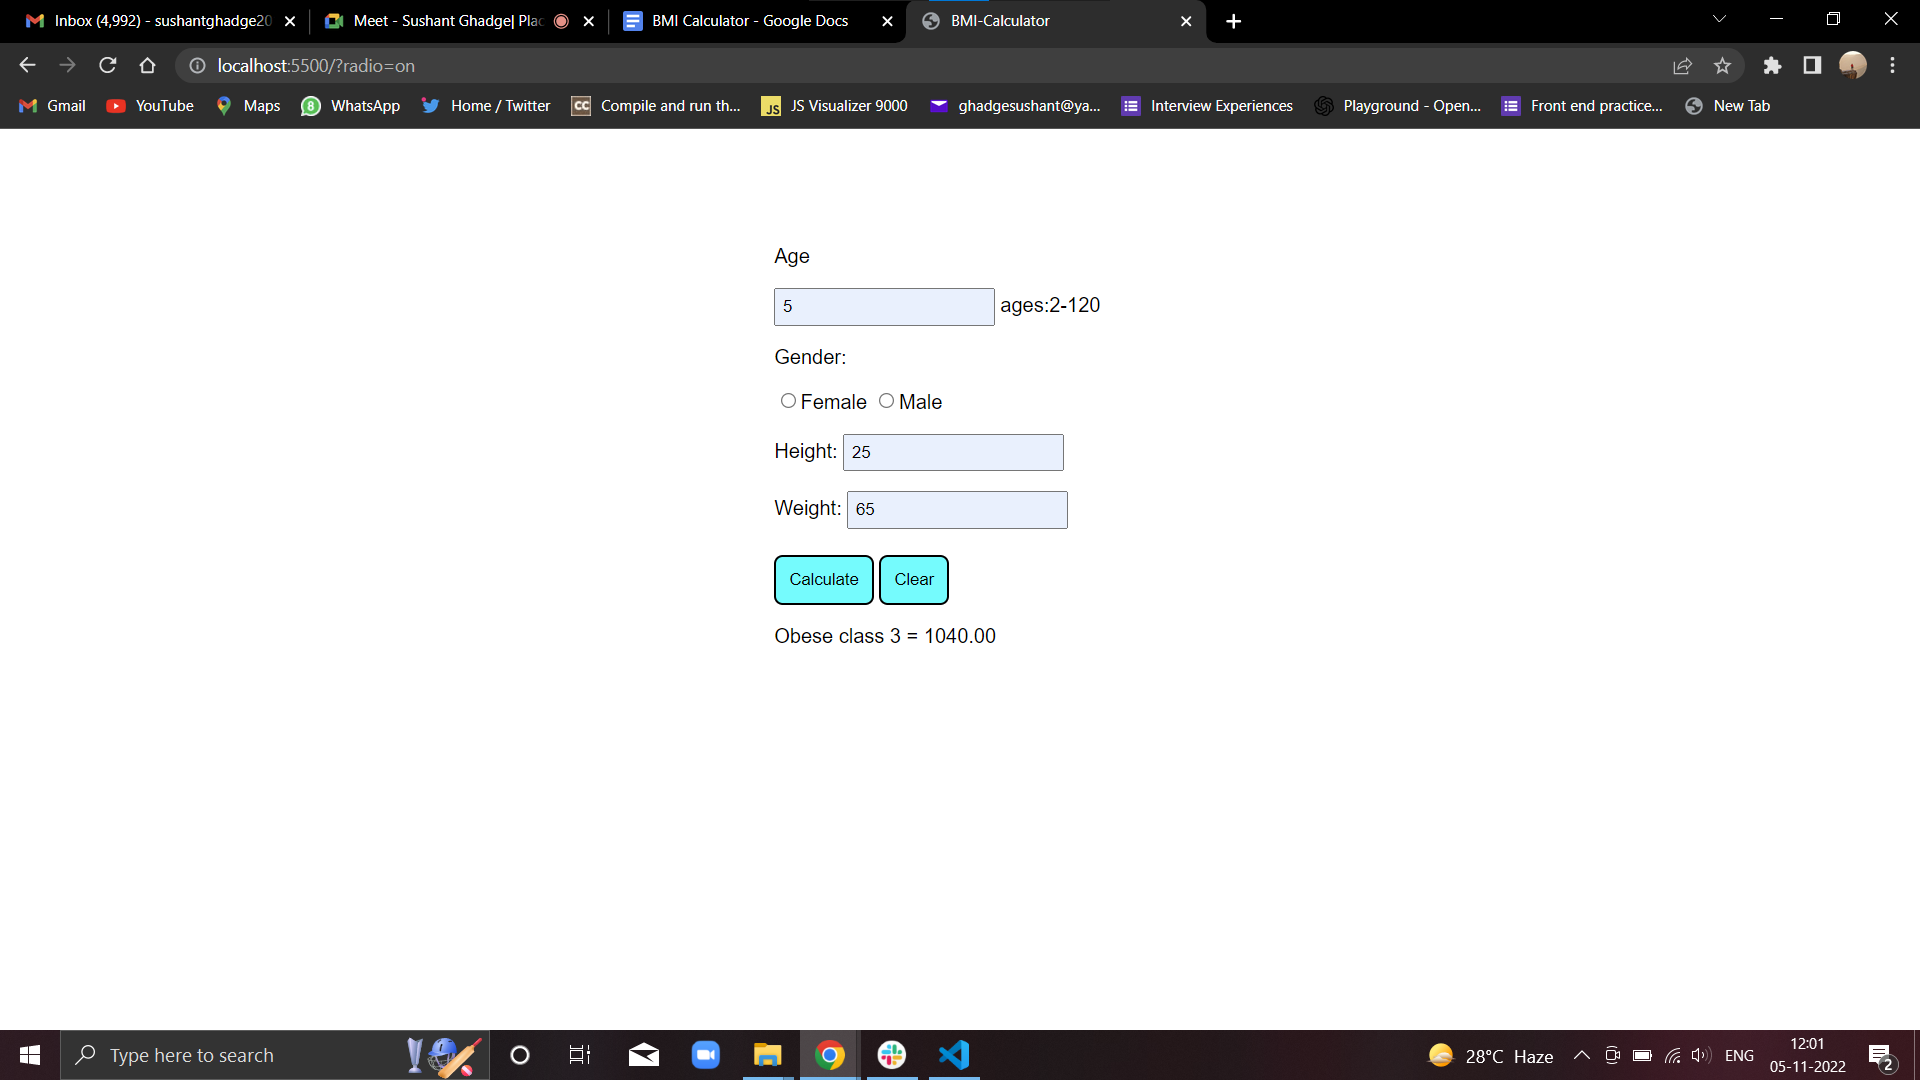 Inbox (4,992) - sushantghadge20
Meet - Sushant Ghadge| Plac
BMI Calculator - Google Docs
BMI-Calculator
localhost:5500/?radio=on
Gmail
YouTube
Maps
8
WhatsApp
Home / Twitter
CC
Compile and run th...
JS
JS Visualizer 9000
ghadgesushant@ya...
Interview Experiences
Playground - Open...
Front end practice...
New Tab
Age
5
ages:2-120
Gender:
Female
Male
Height: 25
Weight: 65
Calculate
Clear
Obese class 3 = 1040.00
Type here to search
28°C Haze
ENG
12:01
05-11-2022
2